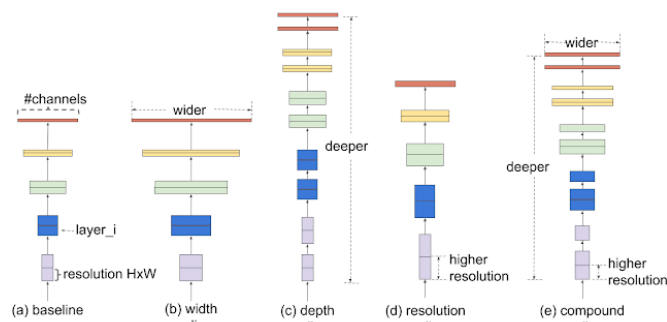 #channels
wider
deeper
wider
deeper
layer_i
resolution HxW
higher
resolution
higher
resolution
(a) baseline
(b) width
(c) depth
(d) resolution
(e) compound